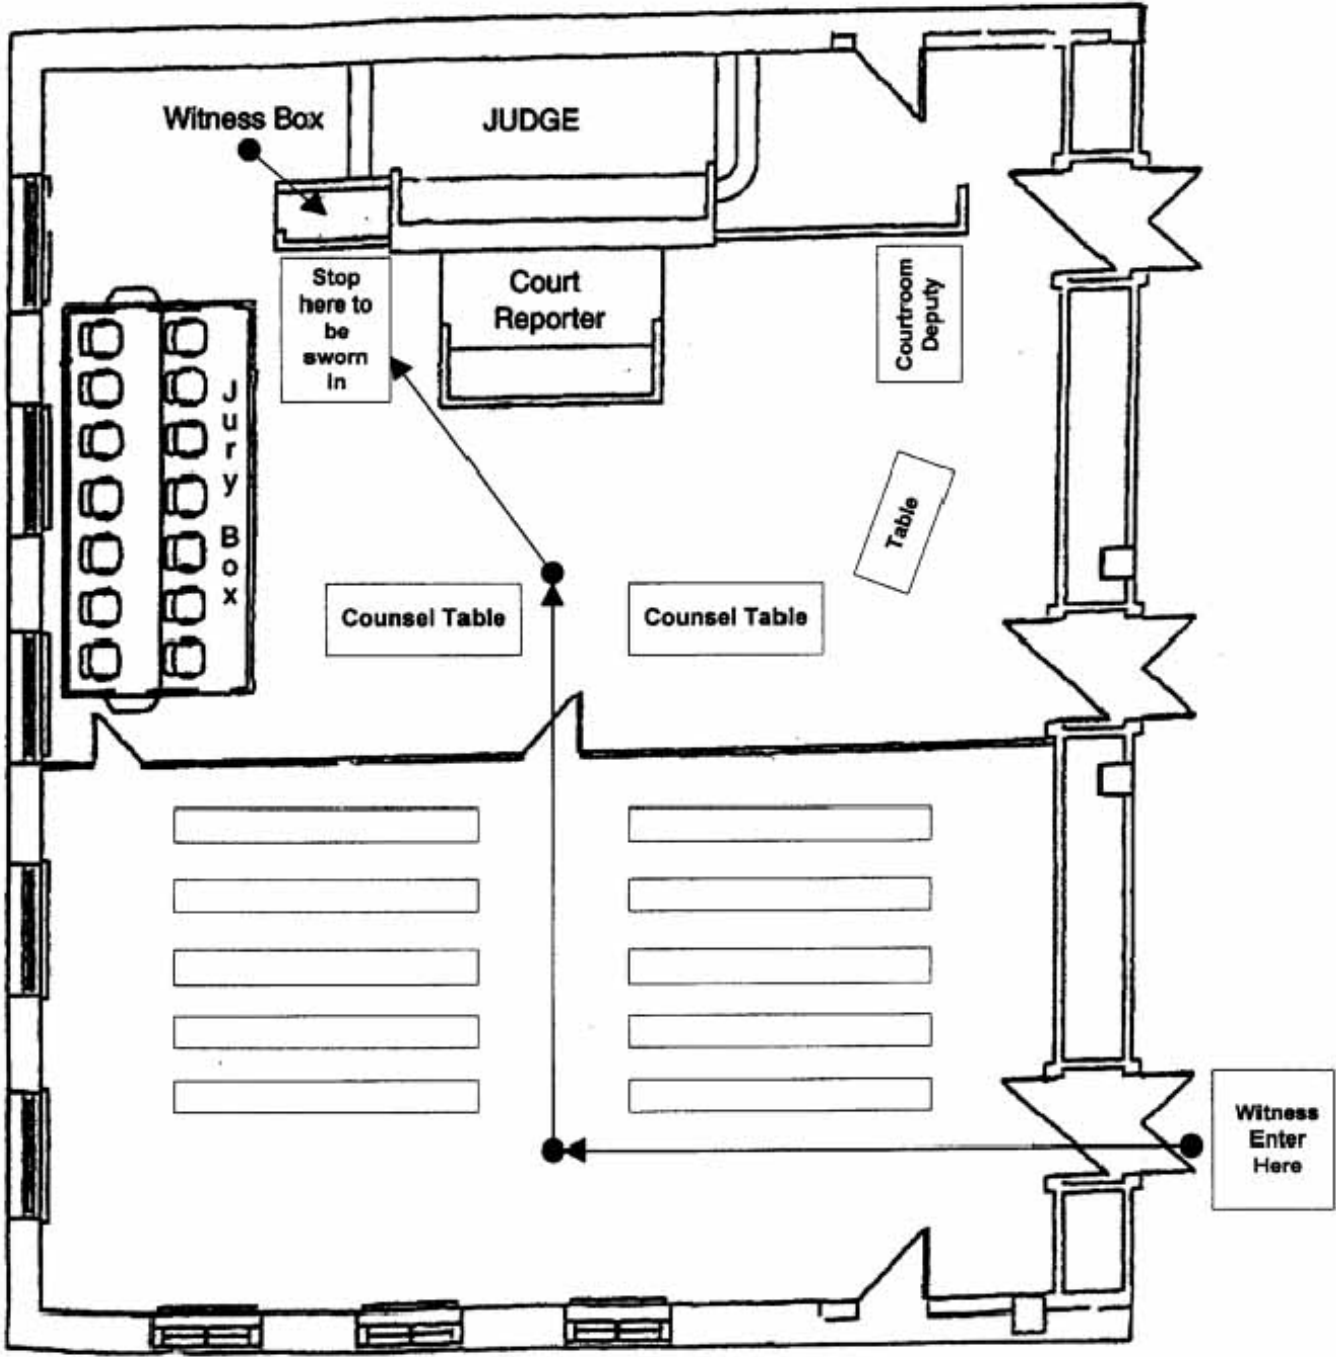 Witness Box
JUDGE
Stop
here to
be
sworn
in
Court
Reporter
Courtroom
Deputy
Jury Box
Table
Counsel Table
Counsel Table
Witness
Enter
Here